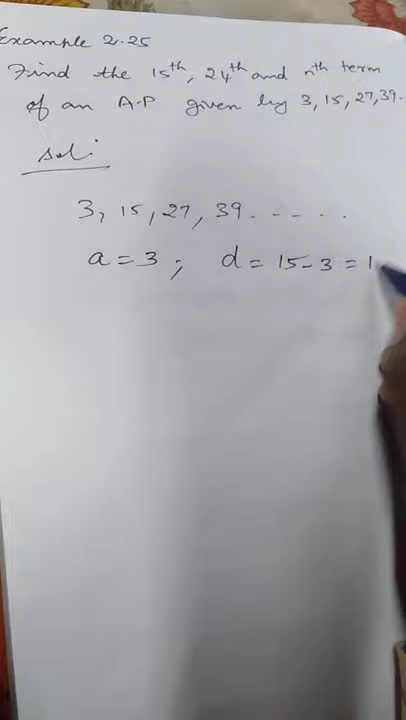 Example 2.25
Find the 15th, 24th and nth term
of an A.P given by 3, 15, 27, 39..
Sol:
3, 15, 27, 39......
a = 3 ; d = 15 - 3 = 1